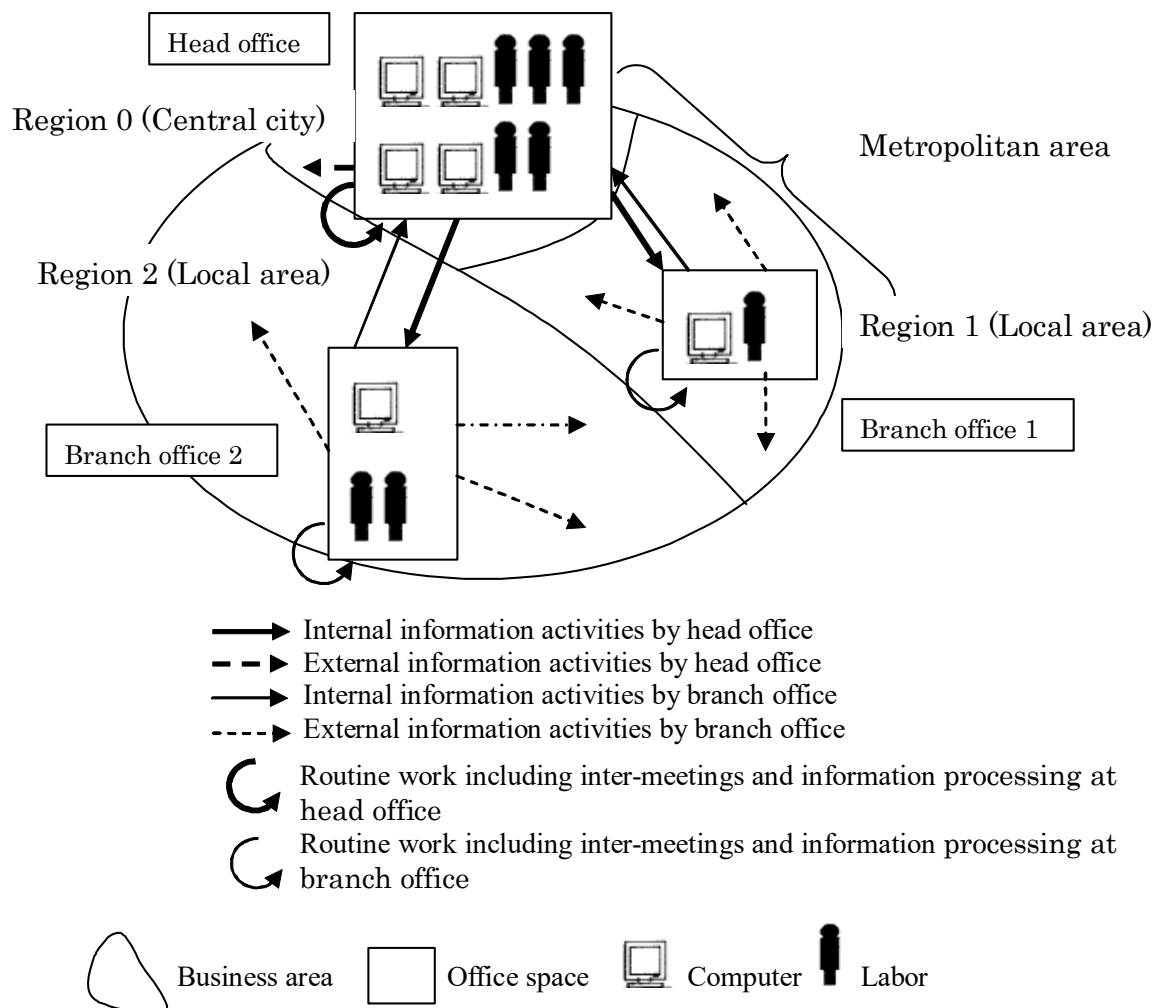 Head office
Region 0 (Central city)
Metropolitan area
Region 2 (Local area)
Region 1 (Local area)
Branch office 1
Branch office 2
Internal information activities by head office
External information activities by head office
Internal information activities by branch office
External information activities by branch office
Routine work including inter-meetings and information processing at
head office
Routine work including inter-meetings and information processing at
branch office
Business area
Office space
Computer
Labor